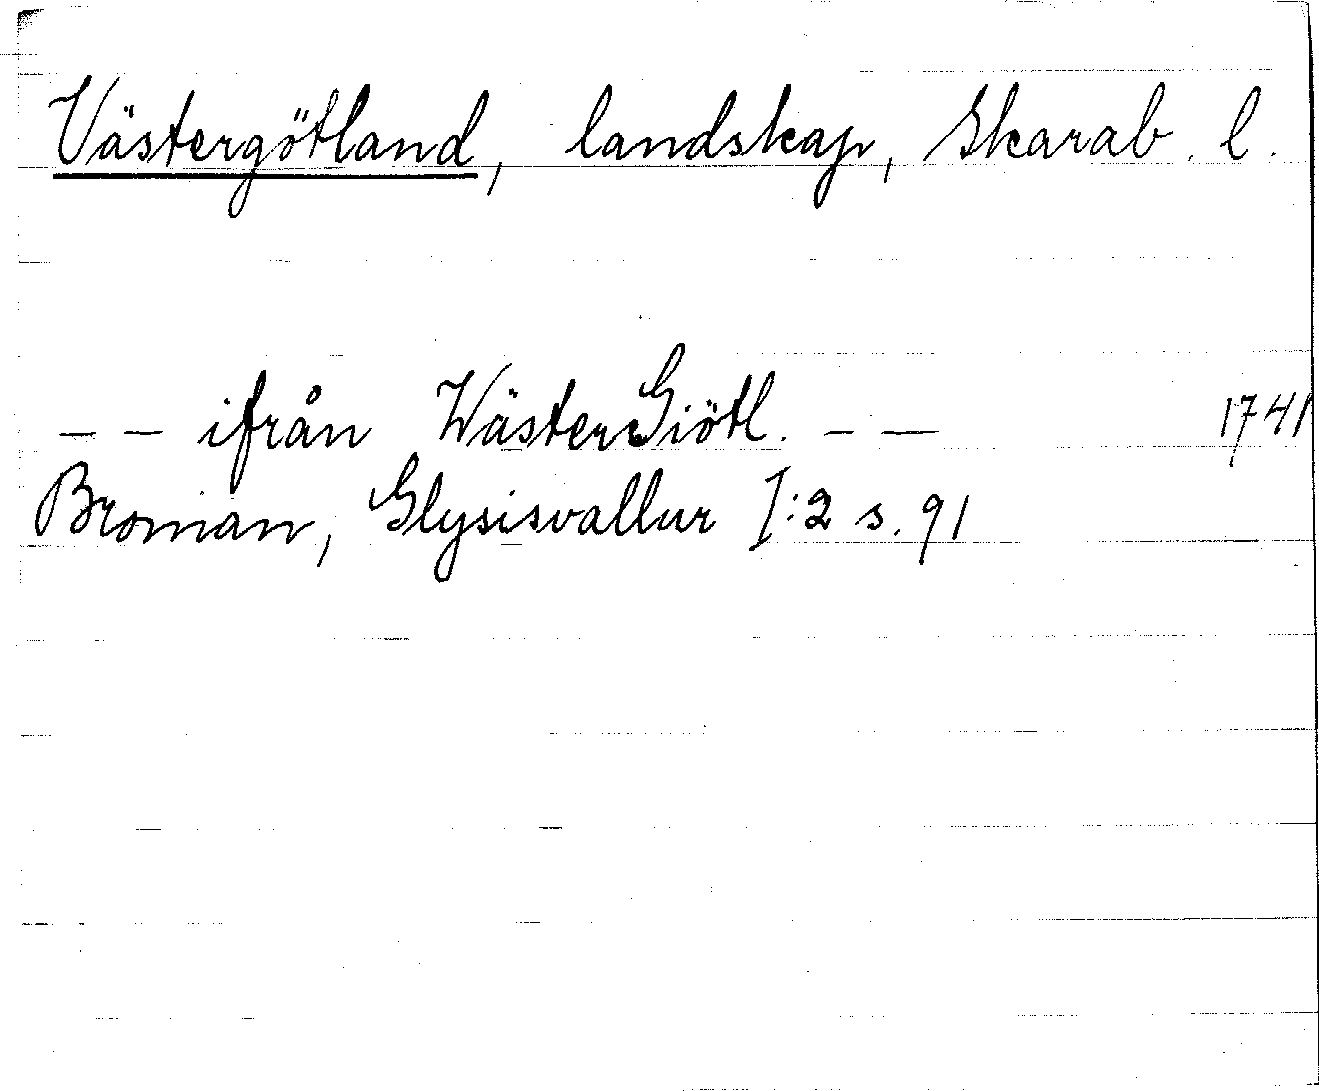 Västergötland, landskap, Skarab. l.
– – ifrån WästerGiötl. – – 1741
Broman, Glysisvallur I:2 s. 91